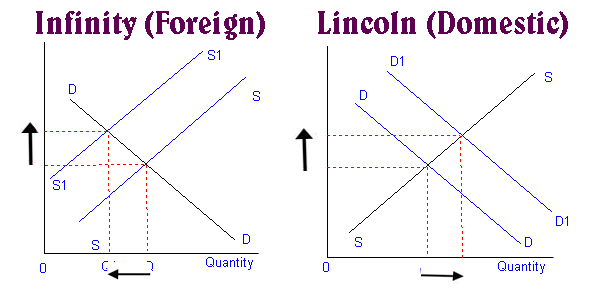 Infinity (Foreign)
Lincoln (Domestic)
S1
D
S
S1
S
D
0
Quantity
D1
D
S
S
D1
D
0
Quantity